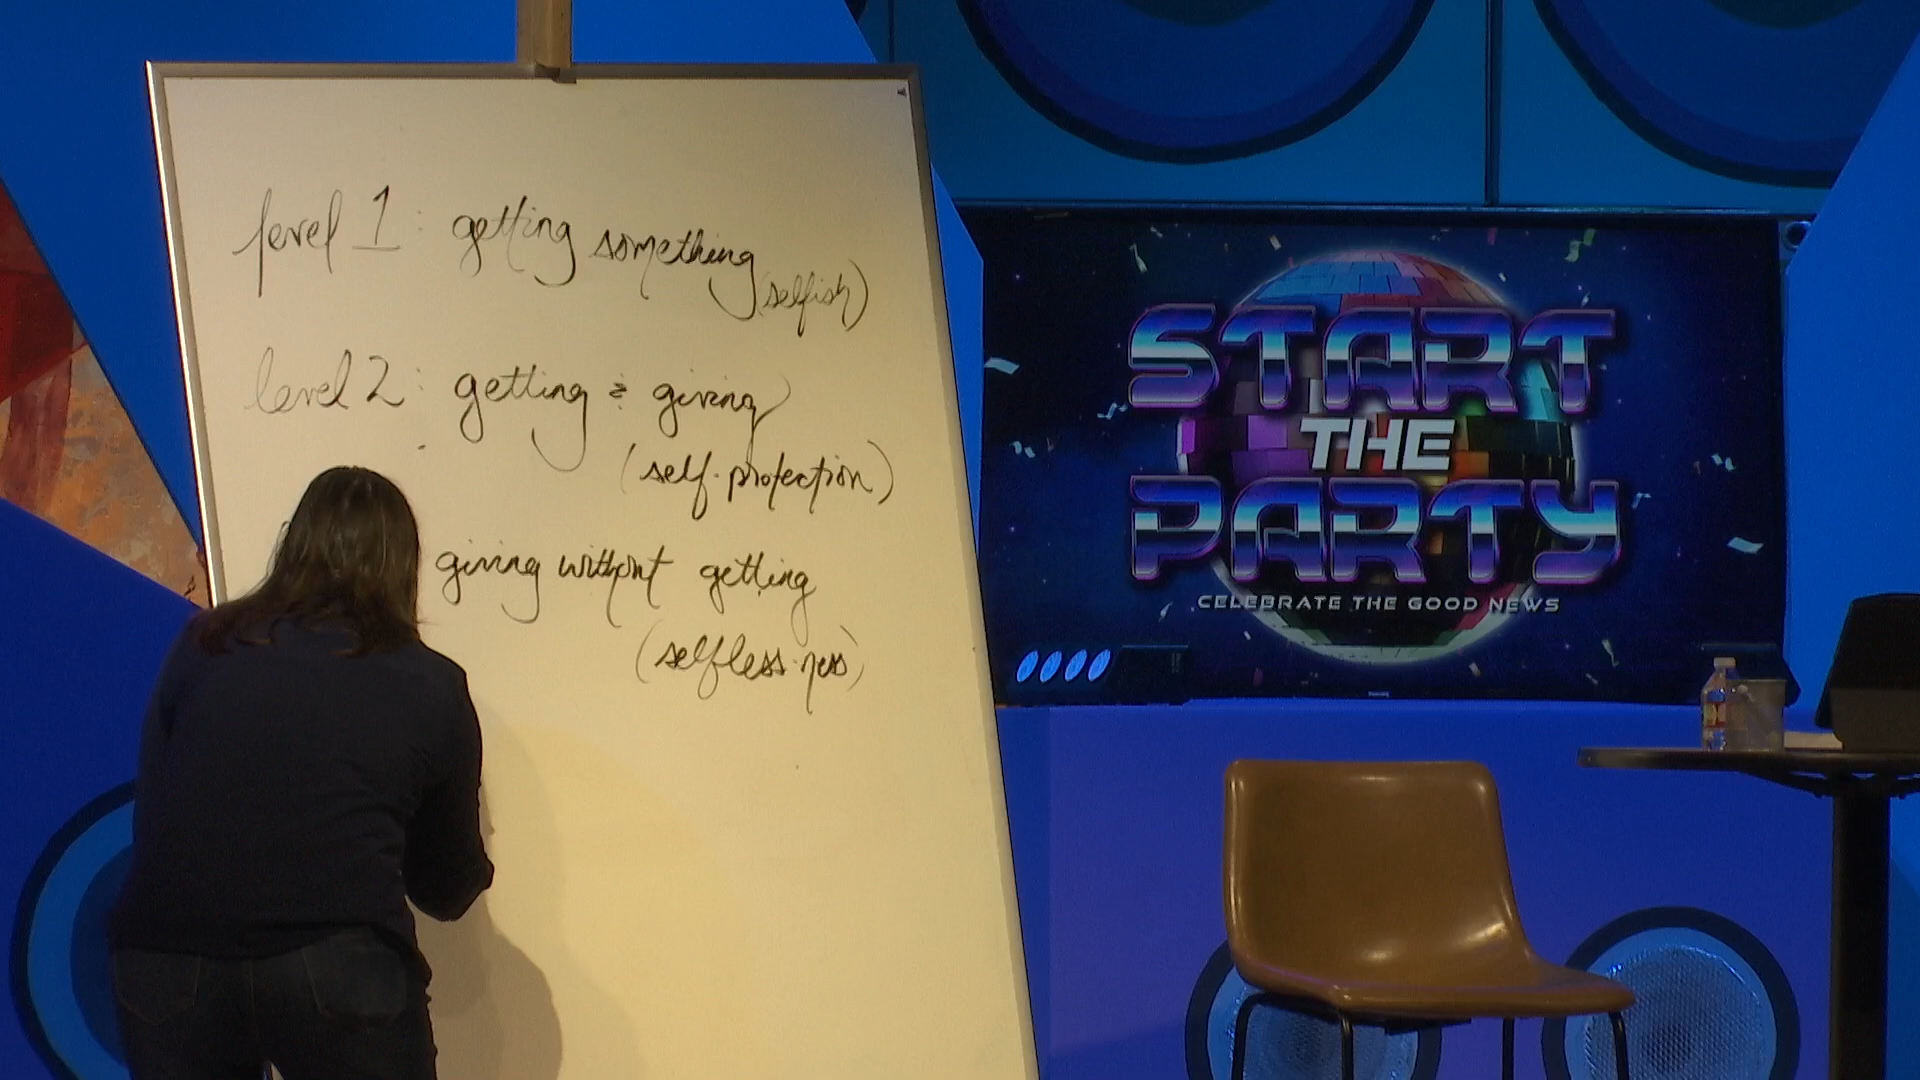 level 1: getting something
(selfish)
level 2: getting & giving
(self-protection)
giving without getting
(selfless-ness)
START
THE
PARTY
CELEBRATE THE GOOD NEWS